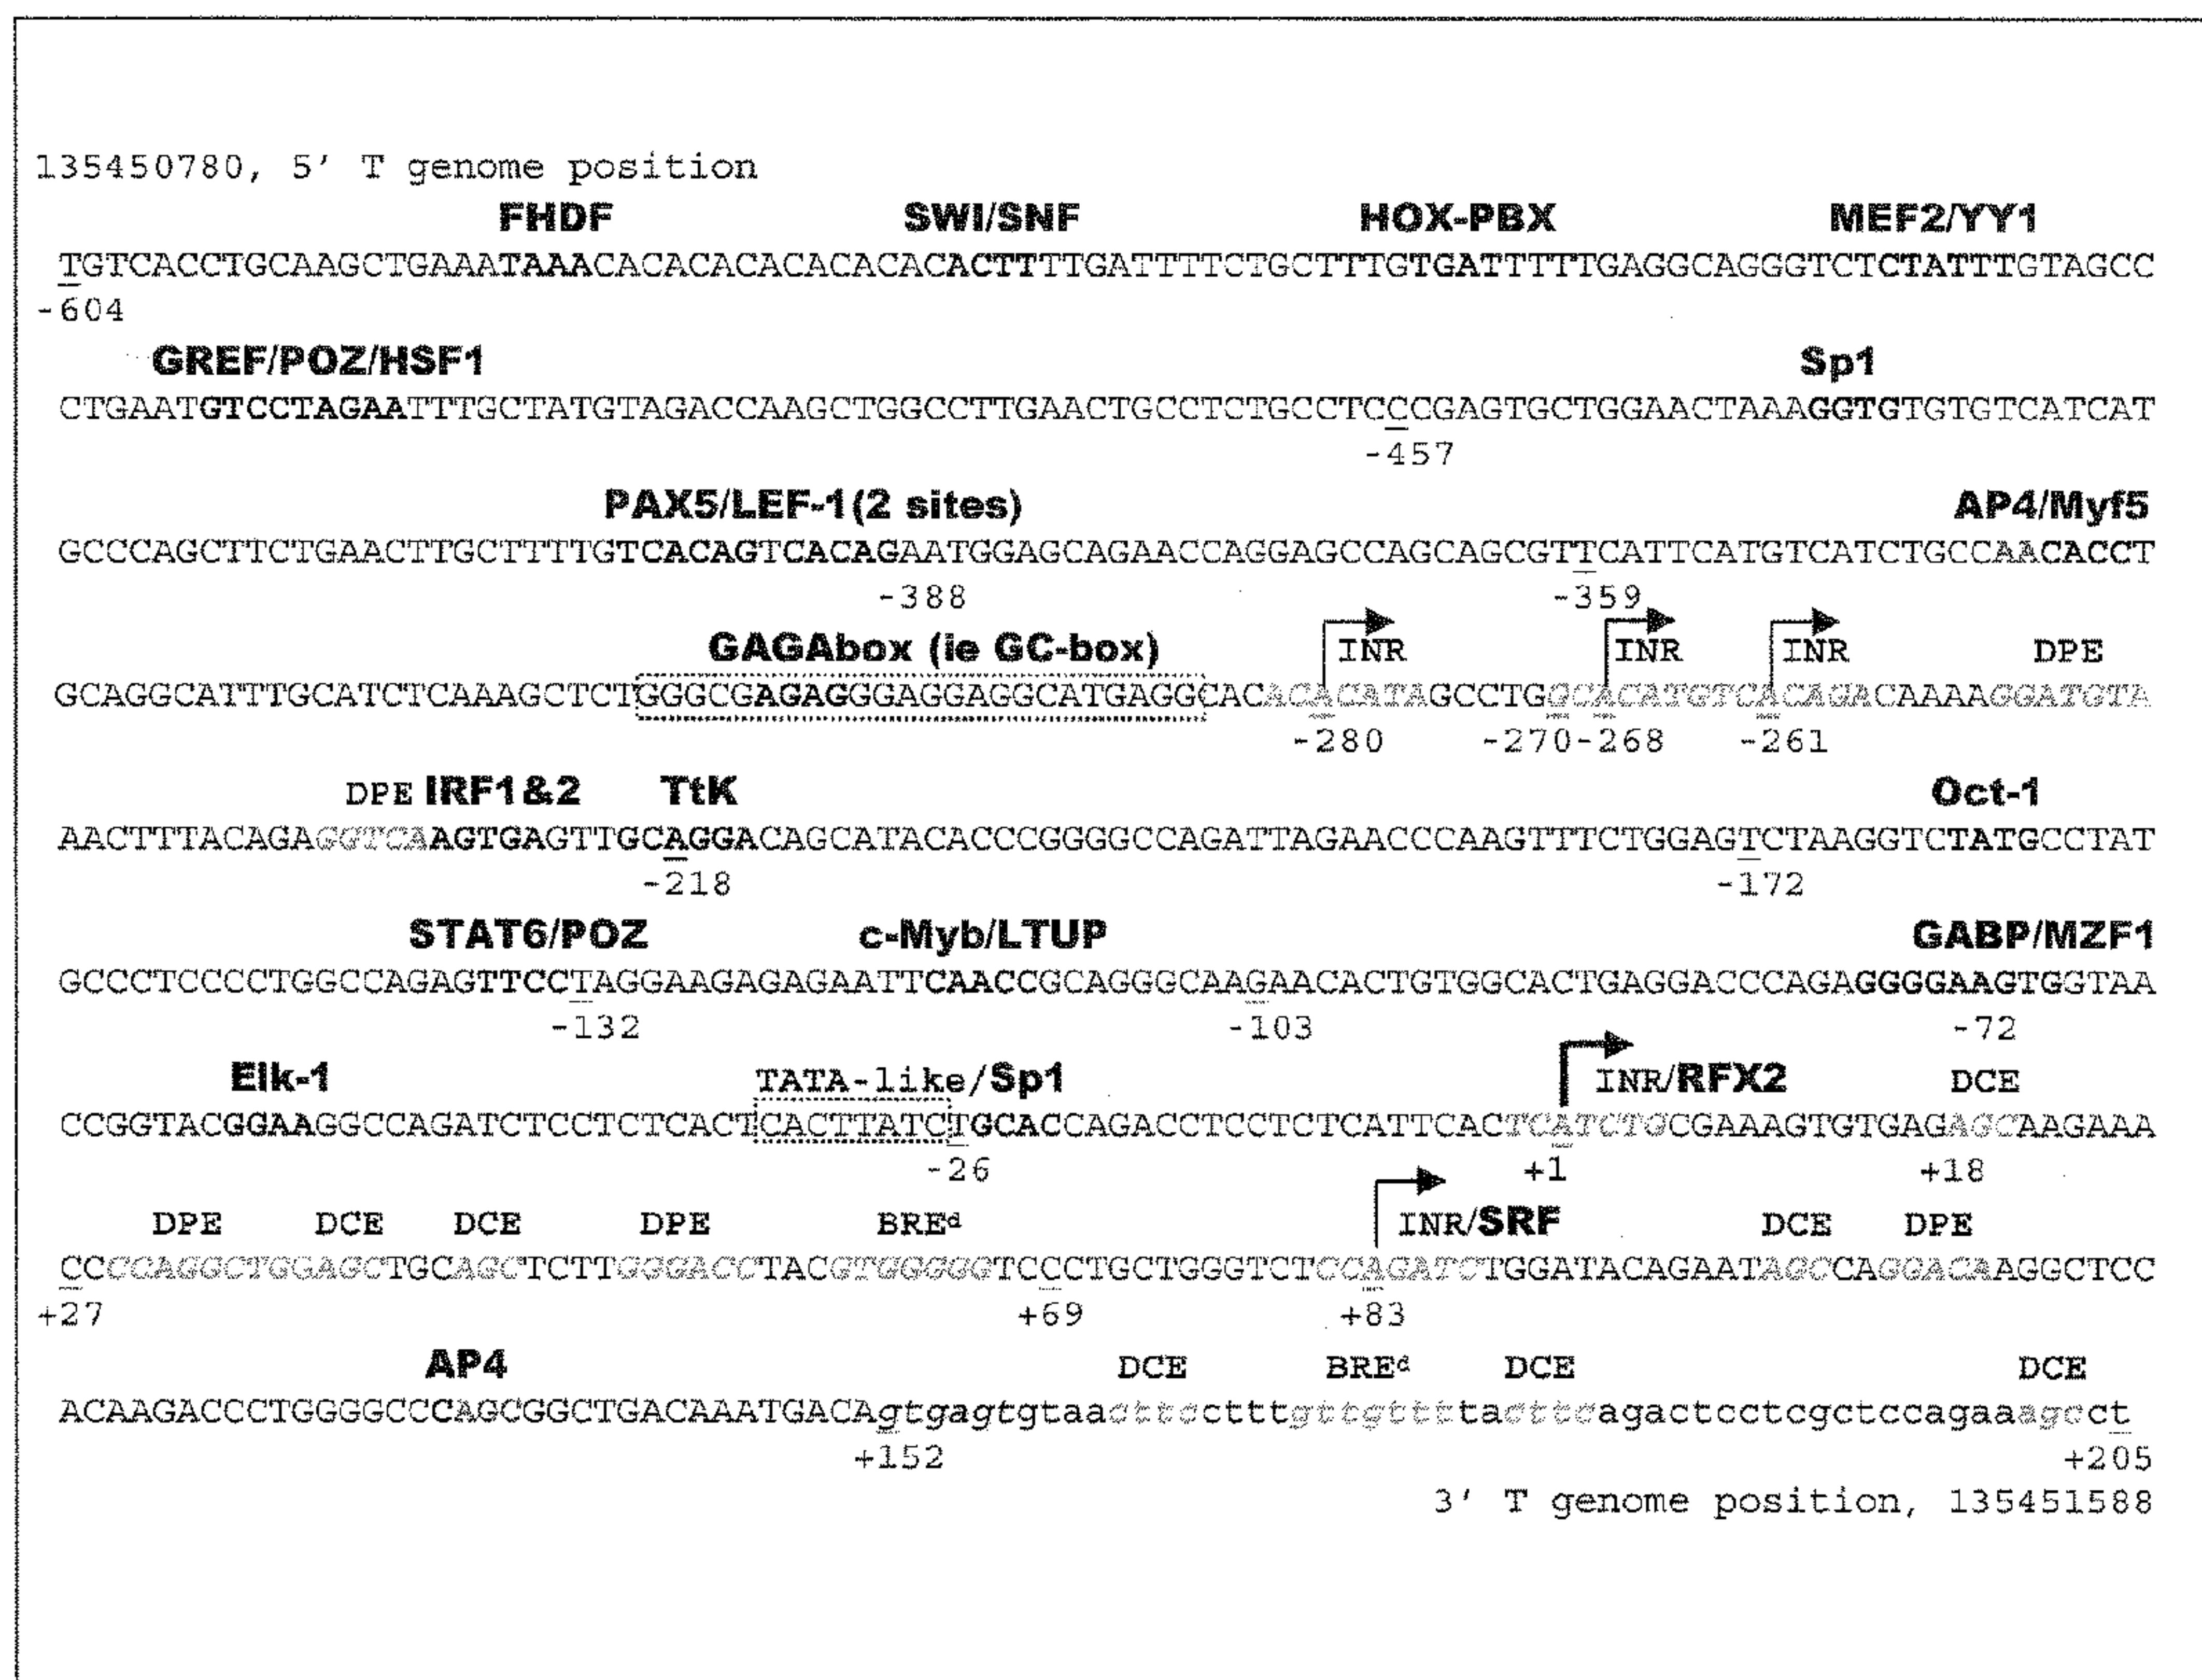 135450780, 5' T genome position
FHDF SWI/SNF HOX-PBX MEF2/YY1
TGTCACCTGCAAGCTGAAATAAACACACACACACACACACTTTTGATTTTCTGCTTTGTGATTTTTTGAGGCAGGGTCTCTATTTGTAGCC
-604
GREF/POZ/HSF1 Sp1
CTGAATGTCCTAGAATTTGCTATGTAGACCAAGCTGGCCTTGAACTGCCTCTGCCTCCCGAGTGCTGGAACTAAAGGTGTGTGTCATCAT
-457
PAX5/LEF-1(2 sites) AP4/Myf5
GCCCAGCTTCTGAACTTGCTTTTGTCACAGTCACAGAATGGAGCAGAACCAGGAGCCAGCAGCGTTCATTCATGTCATCTGCCAACACCT
-388 -359
GAGAbox (ie GC-box) INR INR INR DPE
GCAGGCATTTGCATCTCAAAGCTCTGGGCGAGAGGGAGGAGGCATGAGGCACACACACATAGCCTGGCACATGTCACAGACAAAAGGATGTA
-280 -270 -268 -261
DPE IRF1&2 TtK Oct-1
AACTTTACAGAGGTCAAAGTGAGTTGCAGGACAGCATACACCCGGGGCCAGATTAGAACCCAAGTTTCTGGAGTCTAAGGTCTATGCCTAT
-218 -172
STAT6/POZ c-Myb/LTUP GABP/MZF1
GCCCTCCCCTGGCCAGAGTTCCTAGGAAGAGAGAATTCAACCGCAGGGCAAGAACACTGTGGCACTGAGGACCCAGAGGGGAAGTGGTAA
-132 -103 -72
Elk-1 TATA-like/Sp1 INR/RFX2 DCE
CCGGTACGGAAGGCCAGATCTCCTCTCACTCACTTATCTGCACCAGACCTCCTCTCATTCACTCATCTGCGAAAGTGTGAGAGCAAGAAA
-26 +1 +18
DPE DCE DCE DPE BREd INR/SRF DCE DPE
CCCCAGGCTGGAGCTGCAGCTCTTGGGACCTACGTGGGGGTCCCTGCTGGGTCTCCAGATCTGGATACAGAATAGCCAGGACAAGGCTCC
+27 +69 +83
AP4 DCE BREd DCE DCE
ACAAGACCCTGGGGCCCAGCGGCTGACAAATGACAgtgagtgtaacttcctttgttgttttacttcagactcctcgctccagaaagcct
+152 +205
3' T genome position, 135451588